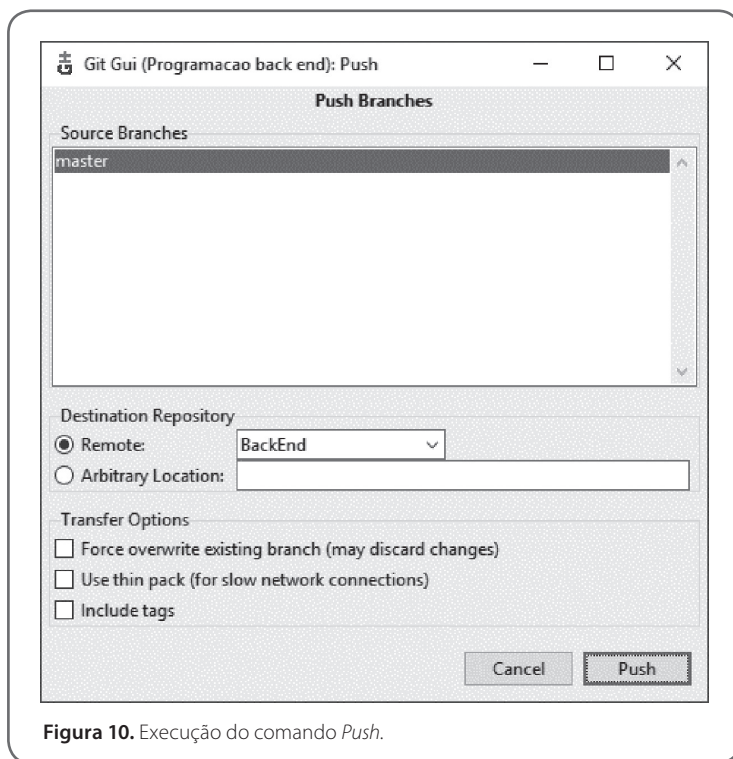 Git Gui (Programacao back end): Push
Push Branches
Source Branches
master
Destination Repository
Remote: BackEnd
Arbitrary Location:
Transfer Options
Force overwrite existing branch (may discard changes)
Use thin pack (for slow network connections)
Include tags
Cancel Push
Figura 10. Execução do comando Push.